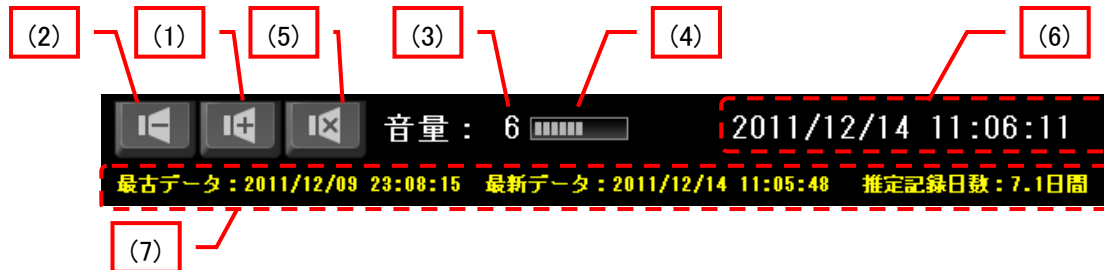 (2) (1) (5) (3) (4) (6)
音量： 6 2011/12/14 11:06:11
最古データ：2011/12/09 23:08:15 最新データ：2011/12/14 11:05:48 推定記録日数：7.1日間
(7)